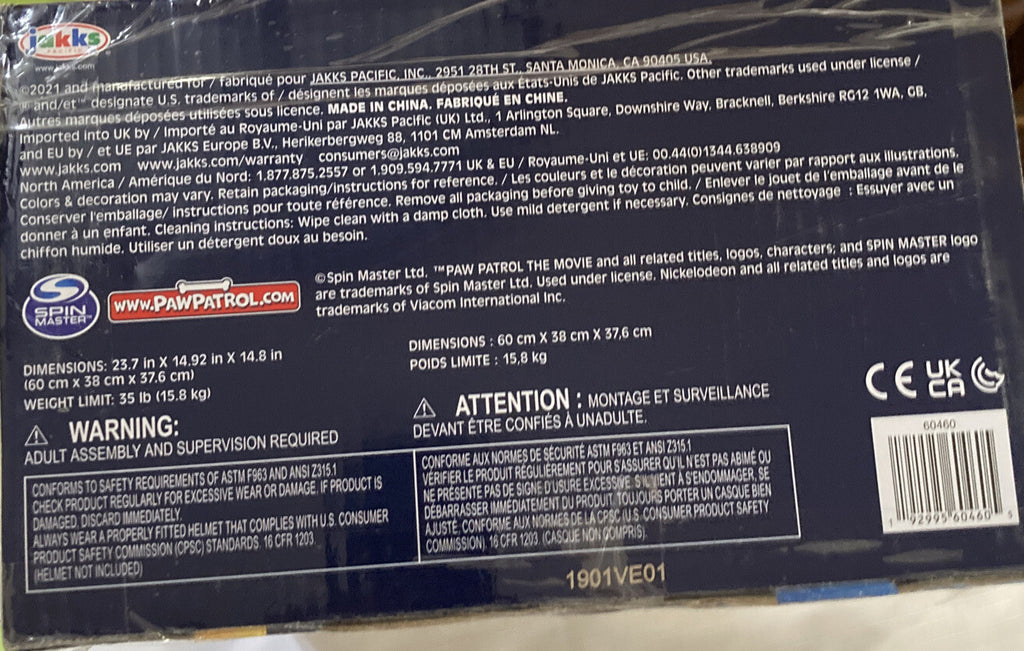 jakks
PACIFIC
www.jakks.com
©2021 and manufactured for / fabriqué pour JAKKS PACIFIC, INC., 2951 28TH ST., SANTA MONICA, CA 90405 USA.
and/et ™ designate U.S. trademarks of / désignent les marques déposées aux États-Unis de JAKKS Pacific. Other trademarks used under license /
Autres marques déposées utilisées sous licence. MADE IN CHINA. FABRIQUÉ EN CHINE.
Imported into UK by / Importé au Royaume-Uni par JAKKS Pacific (UK) Ltd., 1 Arlington Square, Downshire Way, Bracknell, Berkshire RG12 1WA, GB,
and EU by / et UE par JAKKS Europe B.V., Herikerbergweg 88, 1101 CM Amsterdam NL.
www.jakks.com www.jakks.com/warranty consumers@jakks.com
North America / Amérique du Nord: 1.877.875.2557 or 1.909.594.7771 UK & EU / Royaume-Uni et UE: 00.44(0)1344.638909
Colors & decoration may vary. Retain packaging/instructions for reference. / Les couleurs et le décoration peuvent varier par rapport aux illustrations.
Conserver l'emballage/ instructions pour toute référence. Remove all packaging before giving toy to child. / Enlever le jouet de l'emballage avant de le
donner à un enfant. Cleaning instructions: Wipe clean with a damp cloth. Use mild detergent if necessary. Consignes de nettoyage : Essuyer avec un
chiffon humide. Utiliser un détergent doux au besoin.
SPIN
MASTER™
www.PAWPATROL.COM
©Spin Master Ltd. ™PAW PATROL THE MOVIE and all related titles, logos, characters; and SPIN MASTER logo
are trademarks of Spin Master Ltd. Used under license. Nickelodeon and all related titles and logos are
trademarks of Viacom International Inc.
DIMENSIONS: 23.7 in X 14.92 in X 14.8 in
(60 cm X 38 cm X 37.6 cm)
WEIGHT LIMIT: 35 lb (15.8 kg)
DIMENSIONS : 60 cm X 38 cm X 37,6 cm
POIDS LIMITE : 15,8 kg
WARNING:
ADULT ASSEMBLY AND SUPERVISION REQUIRED
ATTENTION : MONTAGE ET SURVEILLANCE
DEVANT ÊTRE CONFIÉS À UNADULTE.
CONFORMS TO SAFETY REQUIREMENTS OF ASTM F963 AND ANSI Z315.1
CHECK PRODUCT REGULARLY FOR EXCESSIVE WEAR OR DAMAGE. IF PRODUCT IS
DAMAGED, DISCARD IMMEDIATELY.
ALWAYS WEAR A PROPERLY FITTED HELMET THAT COMPLIES WITH U.S. CONSUMER
PRODUCT SAFETY COMMISSION (CPSC) STANDARDS. 16 CFR 1203.
(HELMET NOT INCLUDED)
CONFORME AUX NORMES DE SÉCURITÉ ASTM F963 ET ANSI Z315.1
VÉRIFIER LE PRODUIT RÉGULIÈREMENT POUR S'ASSURER QU'IL N'EST PAS ABIMÉ OU
NE PRÉSENTE PAS DE SIGNE D'USURE EXCESSIVE. S'IL VIENT À S'ENDOMMAGER, SE
DÉBARRASSER IMMÉDIATEMENT DU PRODUIT. TOUJOURS PORTER UN CASQUE BIEN
AJUSTÉ. CONFORME AUX NORMES DE LA CPSC (U.S. CONSUMER PRODUCT SAFETY
COMMISSION). 16 CFR 1203. (CASQUE NON COMPRIS).
CE UK
CA
60460
1 92995 60460 5
1901VE01